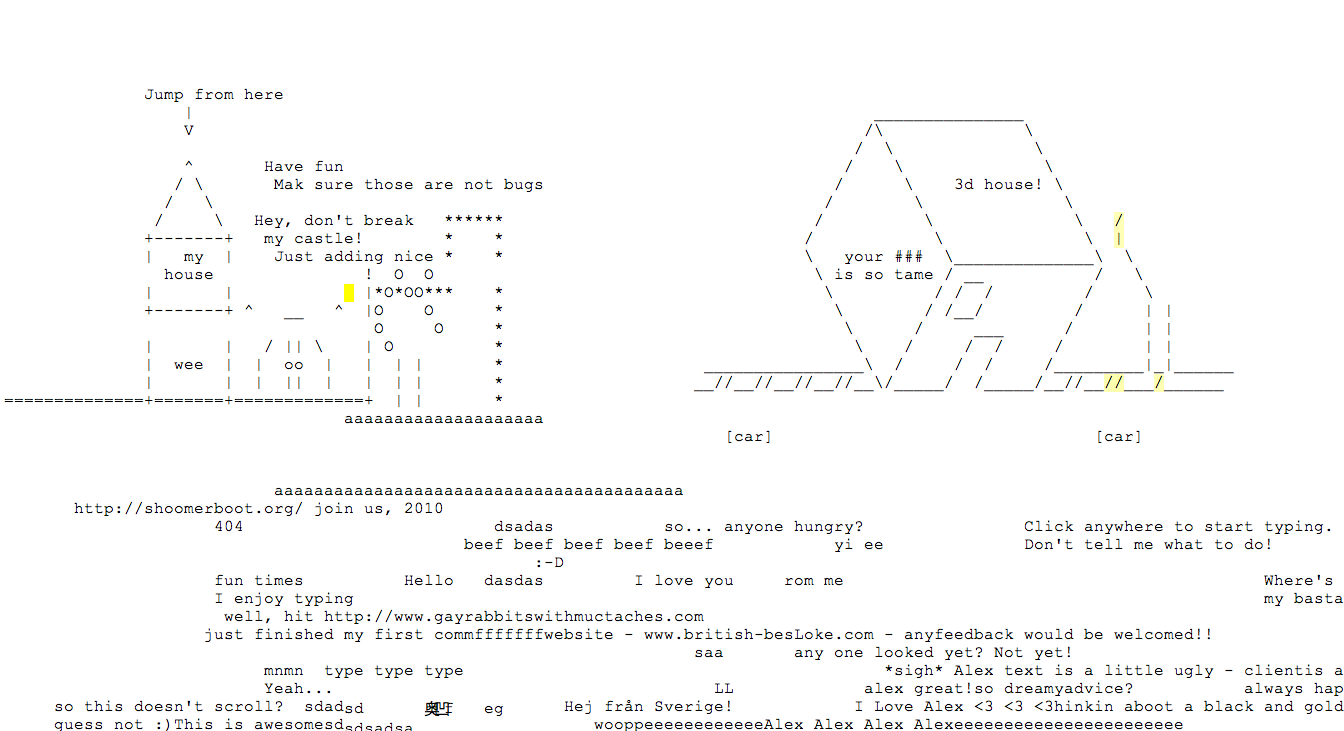 Jump from here
Have fun
Mak sure those are not bugs
3d house!
Hey, don't break
my castle!
my
house
Just adding nice
your ###
is so tame
wee
oo
aaaaaaaaaaaaaaaaaaaa
[car]
[car]
aaaaaaaaaaaaaaaaaaaaaaaaaaaaaaaaaaaaaaaaa
http://shoomerboot.org/ join us, 2010
404 dsadas so... anyone hungry? Click anywhere to start typing.
beef beef beef beef beeef yi ee Don't tell me what to do!
:-D
fun times Hello dasdas I love you rom me Where's
I enjoy typing my basta
well, hit http://www.gayrabbitswithmuctaches.com
just finished my first commfffffffwebsite - www.british-besLoke.com - anyfeedback would be welcomed!!
saa any one looked yet? Not yet!
mnmn type type type *sigh* Alex text is a little ugly - clientis a
Yeah... LL alex great!so dreamyadvice? always hap
so this doesn't scroll? sdadsd eg Hej från Sverige! I Love Alex <3 <3 <3hinkin aboot a black and gold
guess not :)This is awesomesdsdsadsa wooppeeeeeeeeeeeeAlex Alex Alex Alexeeeeeeeeeeeeeeeeeeeeeee